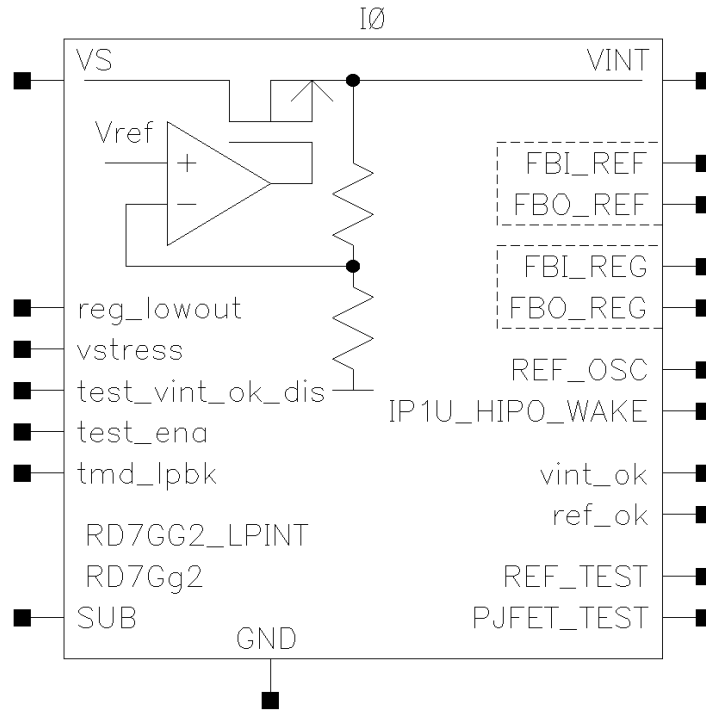 IØ
VS
VINT
Vref
+
−
FBI_REF
FBO_REF
FBI_REG
FBO_REG
reg_lowout
vstress
REF_OSC
test_vint_ok_dis
IP1U_HIPO_WAKE
test_ena
tmd_lpbk
vint_ok
ref_ok
RD7GG2_LPINT
RD7Gg2
REF_TEST
SUB
PJFET_TEST
GND